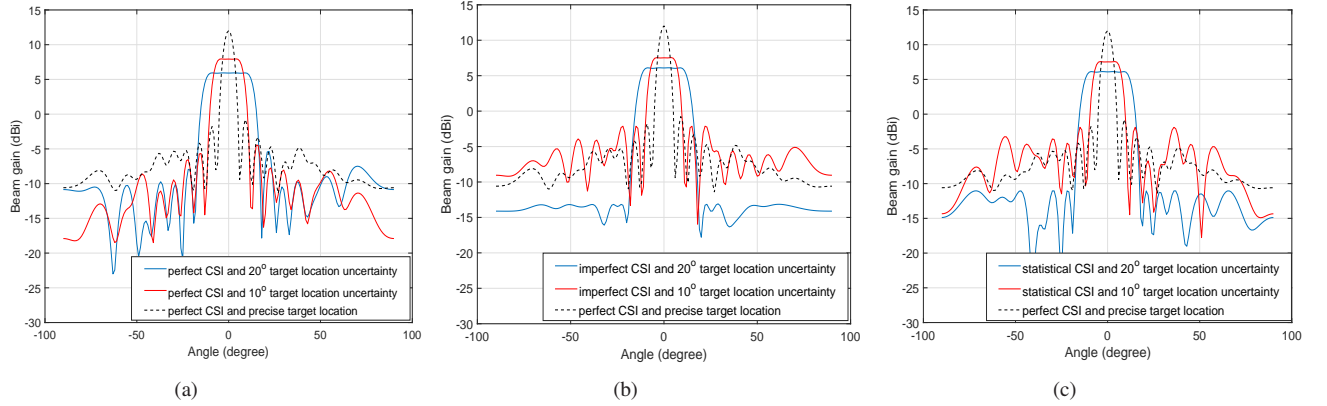 15
10
5
0
-5
-10
-15
-20
-25
-30
Beam gain (dBi)
perfect CSI and 20° target location uncertainty
perfect CSI and 10° target location uncertainty
perfect CSI and precise target location
-100
-50
0
50
100
Angle (degree)
(a)
15
10
5
0
-5
-10
-15
-20
-25
-30
Beam gain (dBi)
imperfect CSI and 20° target location uncertainty
imperfect CSI and 10° target location uncertainty
perfect CSI and precise target location
-100
-50
0
50
100
Angle (degree)
(b)
15
10
5
0
-5
-10
-15
-20
-25
-30
Beam gain (dBi)
statistical CSI and 20° target location uncertainty
statistical CSI and 10° target location uncertainty
perfect CSI and precise target location
-100
-50
0
50
100
Angle (degree)
(c)